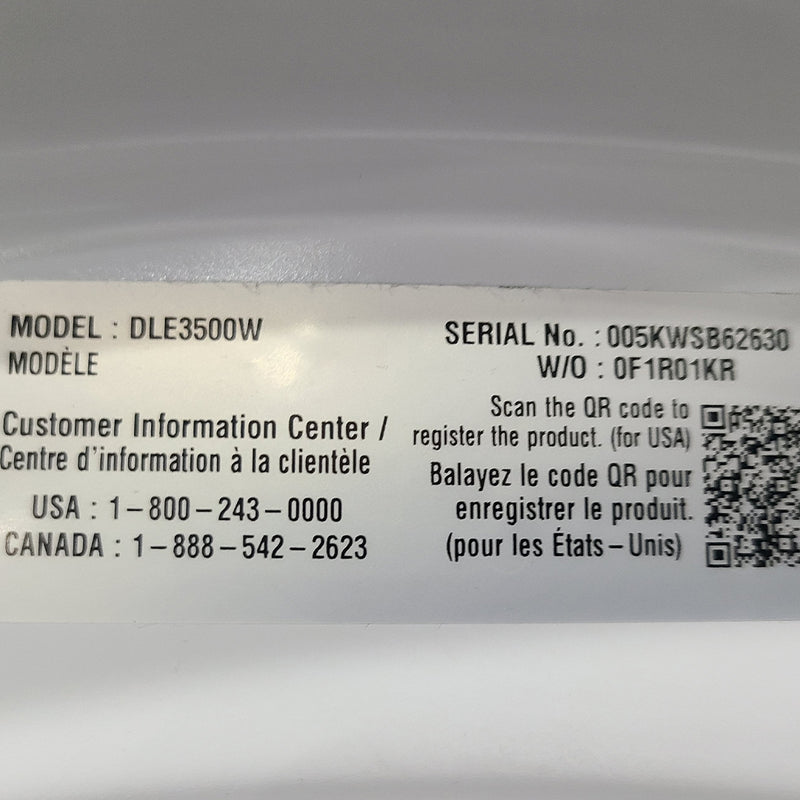 MODEL : DLE3500W
MODÈLE
Customer Information Center /
Centre d'information à la clientèle
USA : 1-800-243-0000
CANADA : 1-888-542-2623
SERIAL No. : 005KWSB62630
W/O : 0F1R01KR
Scan the QR code to
register the product. (for USA)
Balayez le code QR pour
enregistrer le produit.
(pour les États-Unis)